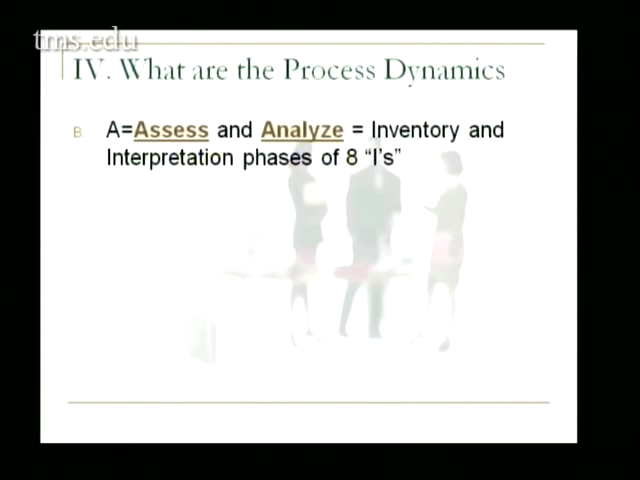 tms.edu
IV. What are the Process Dynamics
B. A=Assess and Analyze = Inventory and
Interpretation phases of 8 “I’s”